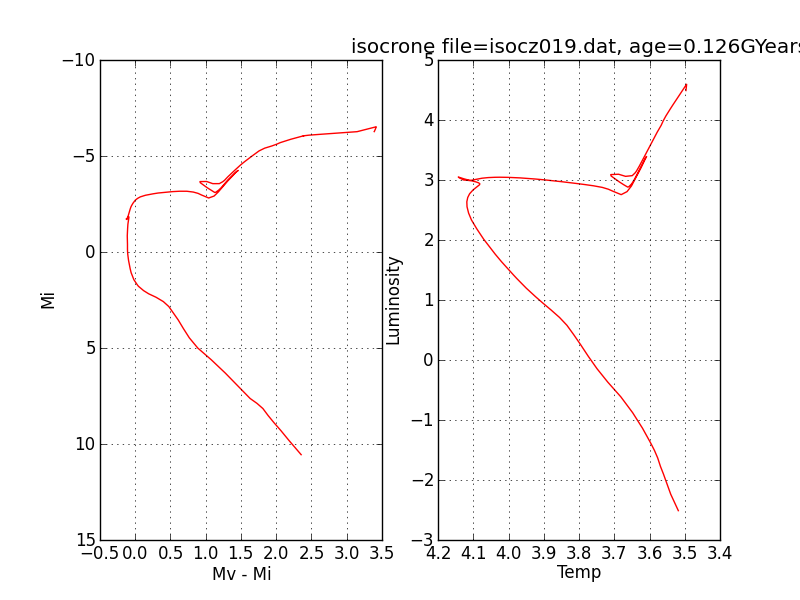 isocrone file=isocz019.dat, age=0.126GYears
−10
−5
0
5
10
15
Mi
−0.5 0.0 0.5 1.0 1.5 2.0 2.5 3.0 3.5
Mv - Mi
5
4
3
2
1
0
−1
−2
−3
Luminosity
4.2 4.1 4.0 3.9 3.8 3.7 3.6 3.5 3.4
Temp